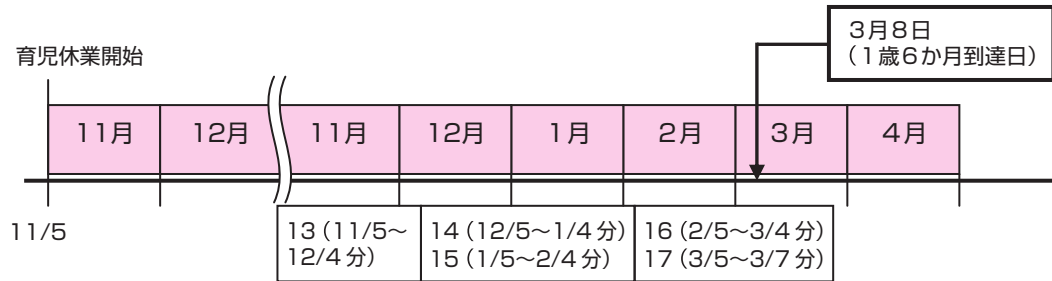 3月8日
（1歳6か月到達日）
育児休業開始
11月
12月
11月
12月
1月
2月
3月
4月
11/5
13（11/5～
12/4分）
14（12/5～1/4分）
15（1/5～2/4分）
16（2/5～3/4分）
17（3/5～3/7分）